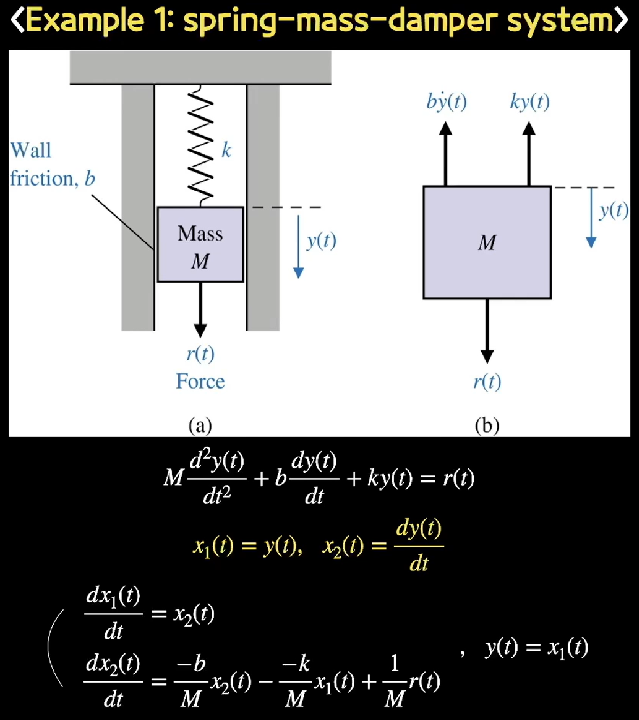 <Example 1: spring-mass-damper system>
Wall
friction, b
k
Mass
M
y(t)
r(t)
Force
(a)
bẏ(t)
ky(t)
y(t)
M
r(t)
(b)
M d²y(t)/dt² + b dy(t)/dt + ky(t) = r(t)
x₁(t) = y(t), x₂(t) = dy(t)/dt
dx₁(t)/dt = x₂(t)
dx₂(t)/dt = -b/M x₂(t) − -k/M x₁(t) + 1/M r(t) , y(t) = x₁(t)